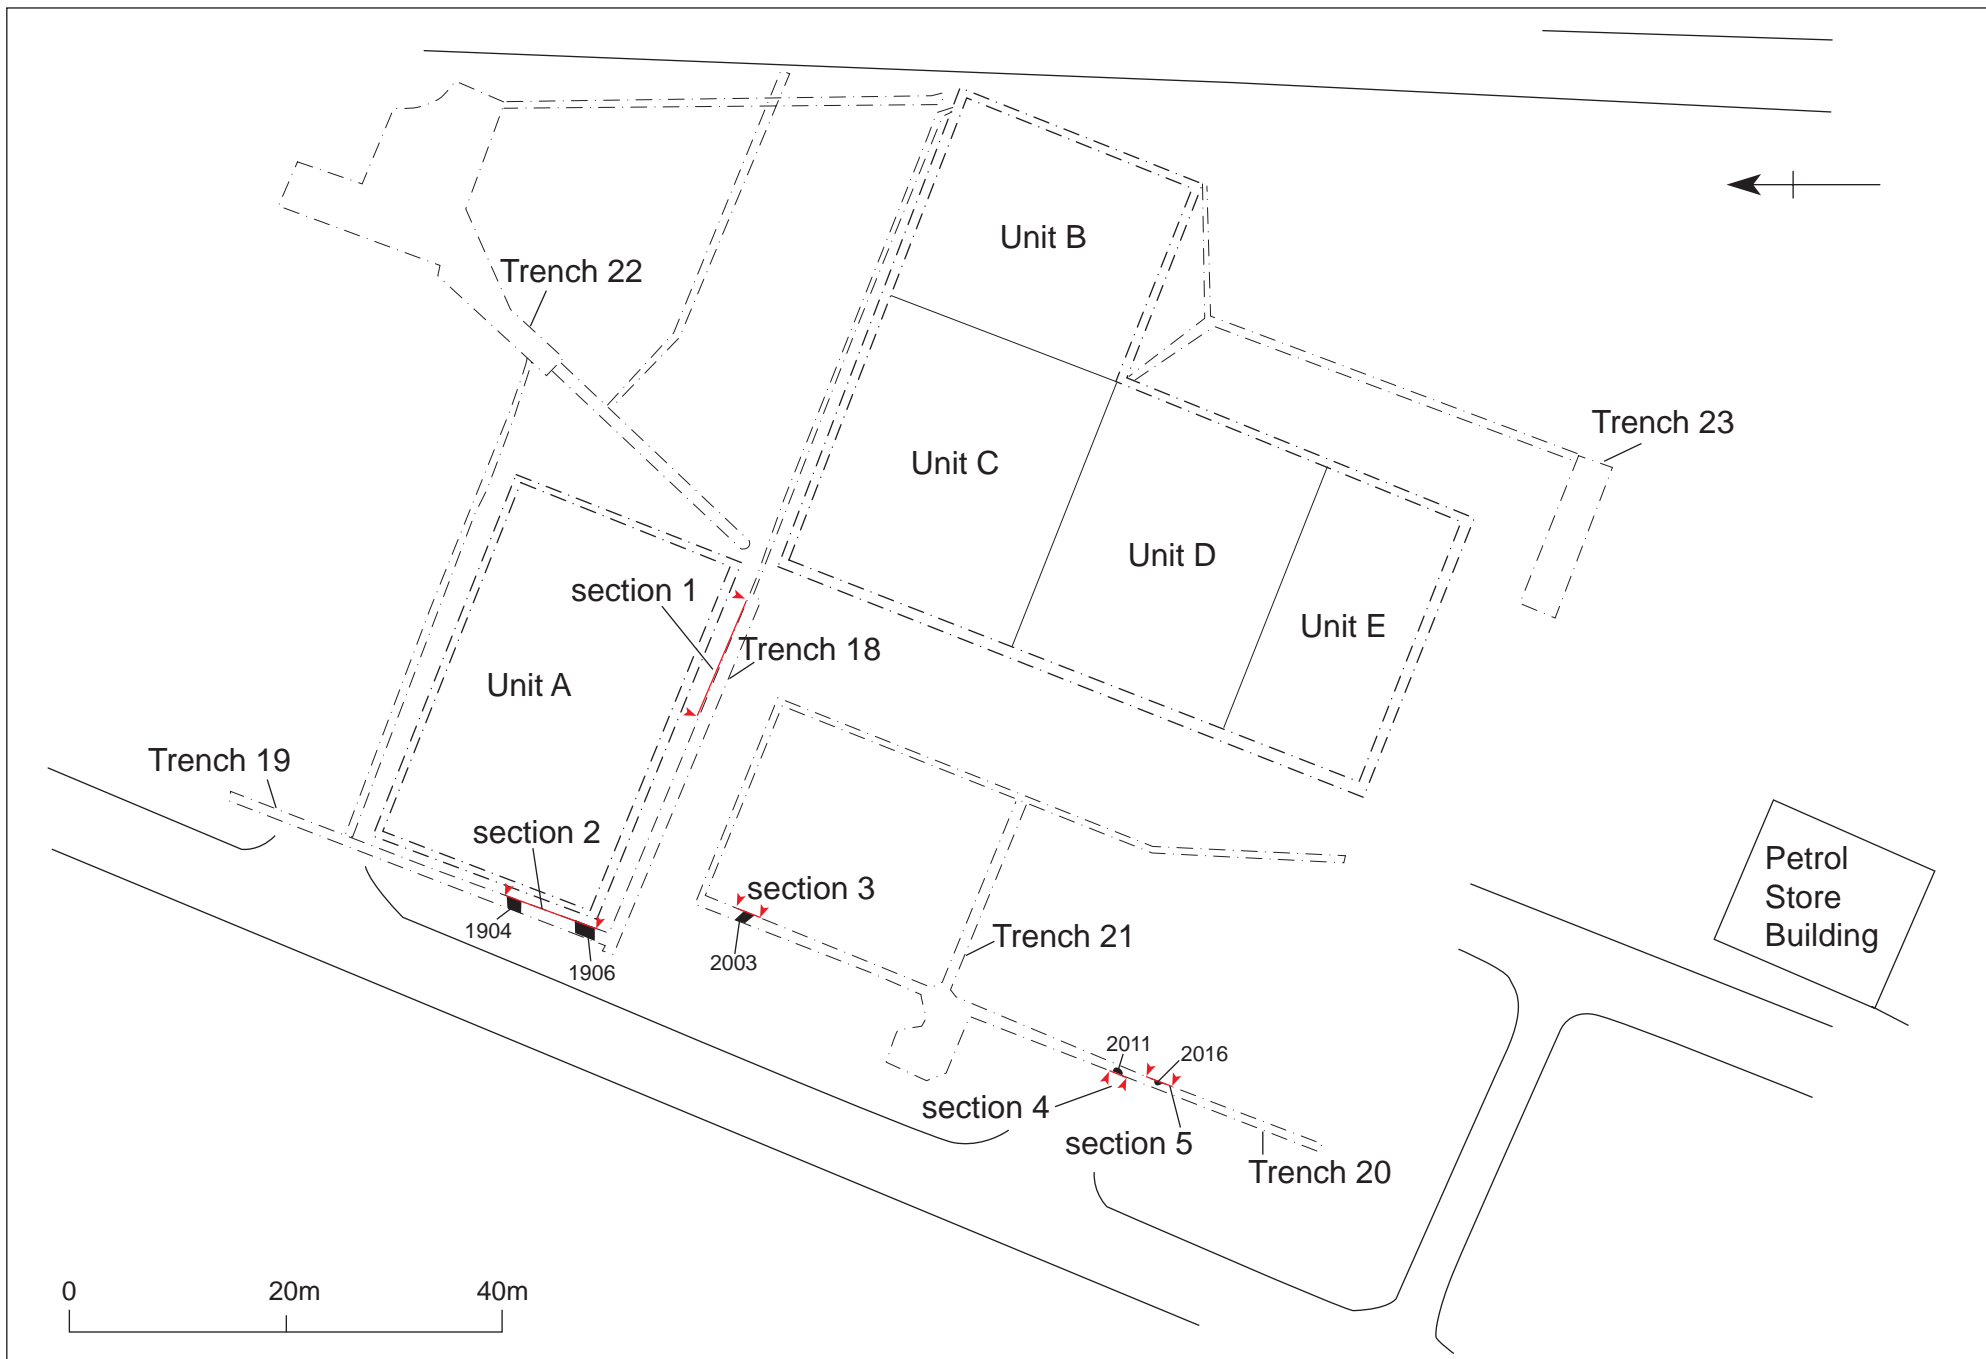 Unit B
Trench 22
Trench 23
Unit C
Unit D
section 1
Unit E
Trench 18
Unit A
Trench 19
section 2
Petrol
Store
Building
section 3
1904
Trench 21
2003
1906
2011
2016
section 4
section 5
Trench 20
0 20m 40m